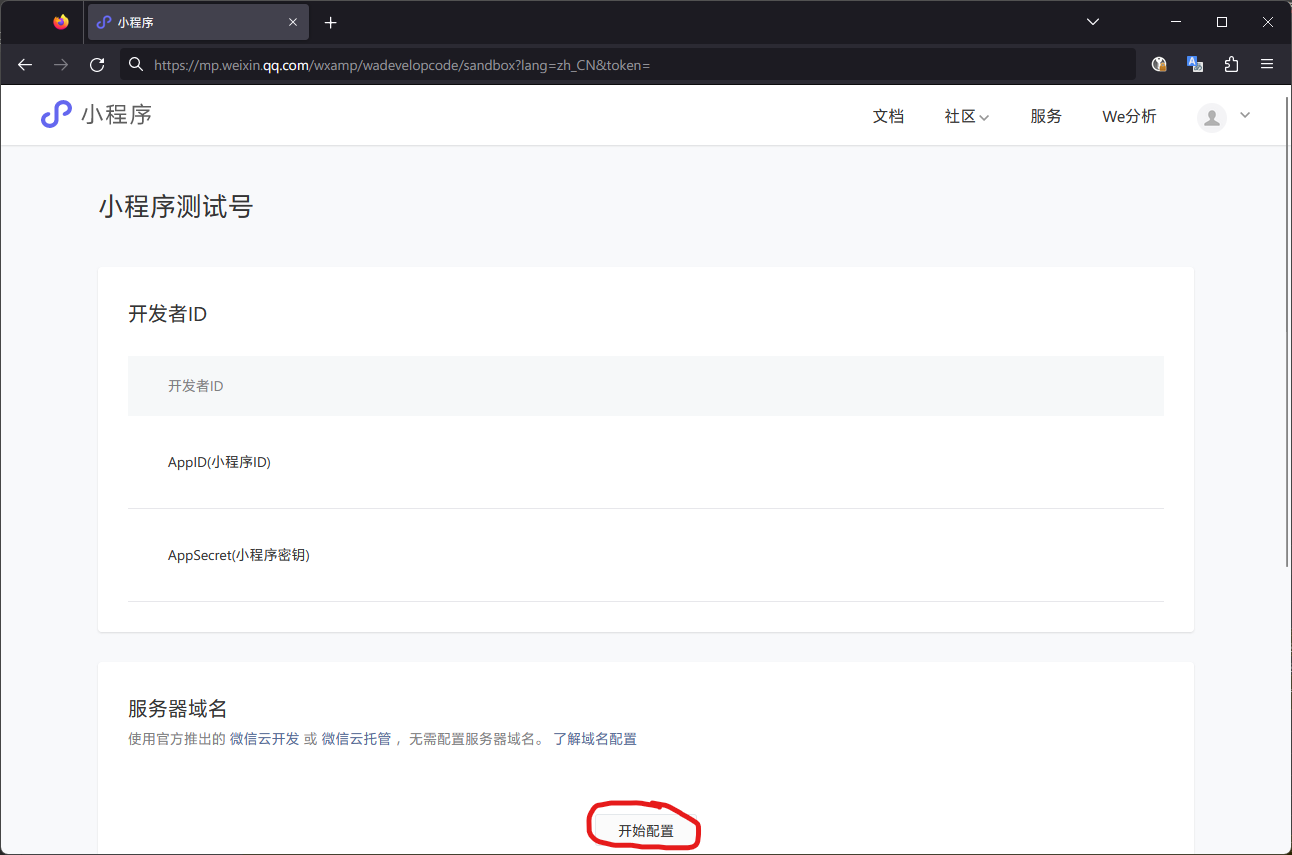 小程序
https://mp.weixin.qq.com/wxamp/wadevelopcode/sandbox?lang=zh_CN&token=
小程序 文档 社区 服务 We分析
小程序测试号
开发者ID
开发者ID
AppID(小程序ID)
AppSecret(小程序密钥)
服务器域名
使用官方推出的 微信云开发 或 微信云托管 ，无需配置服务器域名。 了解域名配置
开始配置